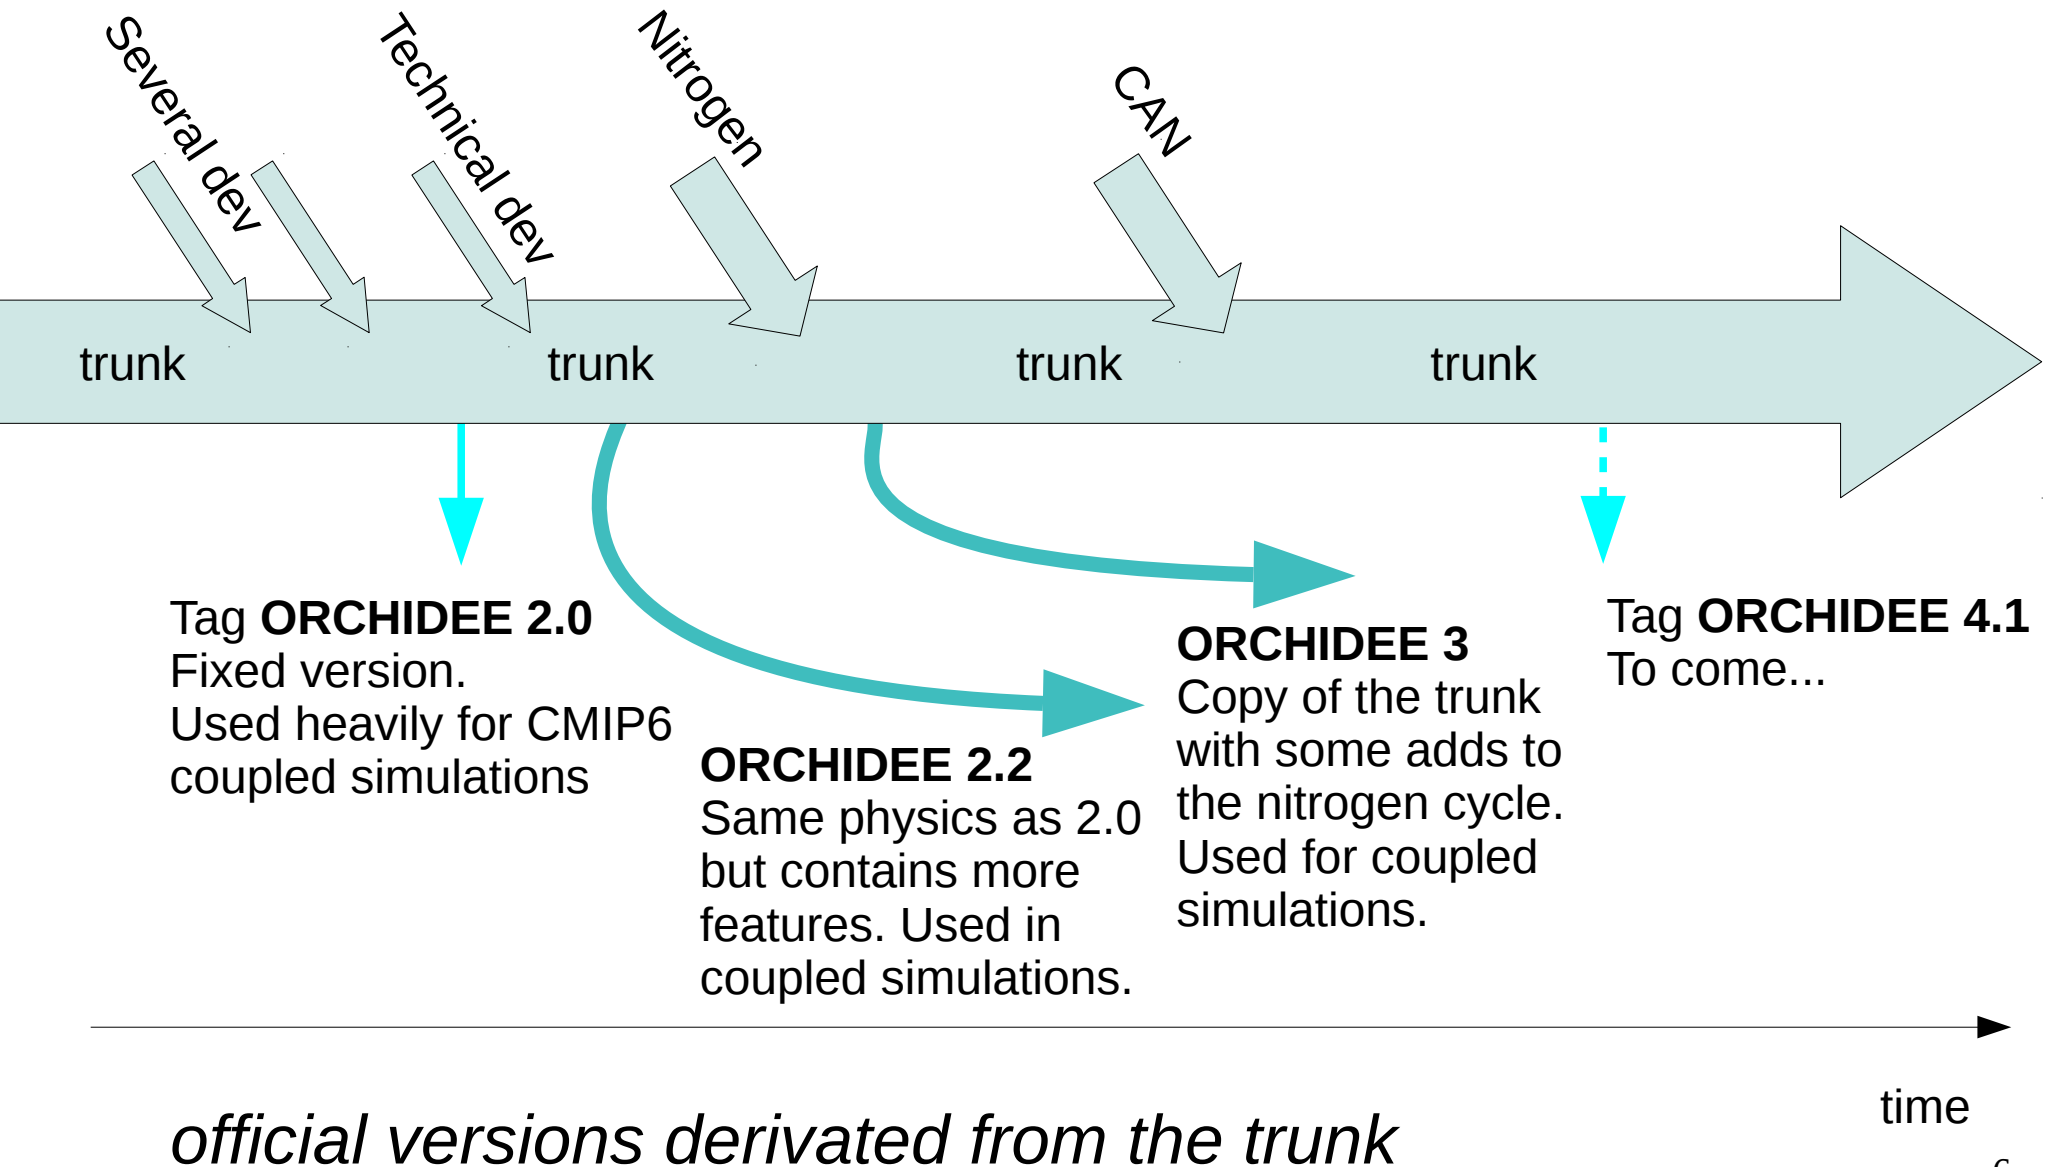 Several dev
Technical dev
Nitrogen
CAN
trunk
trunk
trunk
trunk
Tag ORCHIDEE 2.0
Fixed version.
Used heavily for CMIP6
coupled simulations
ORCHIDEE 2.2
Same physics as 2.0
but contains more
features. Used in
coupled simulations.
ORCHIDEE 3
Copy of the trunk
with some adds to
the nitrogen cycle.
Used for coupled
simulations.
Tag ORCHIDEE 4.1
To come...
time
official versions derivated from the trunk